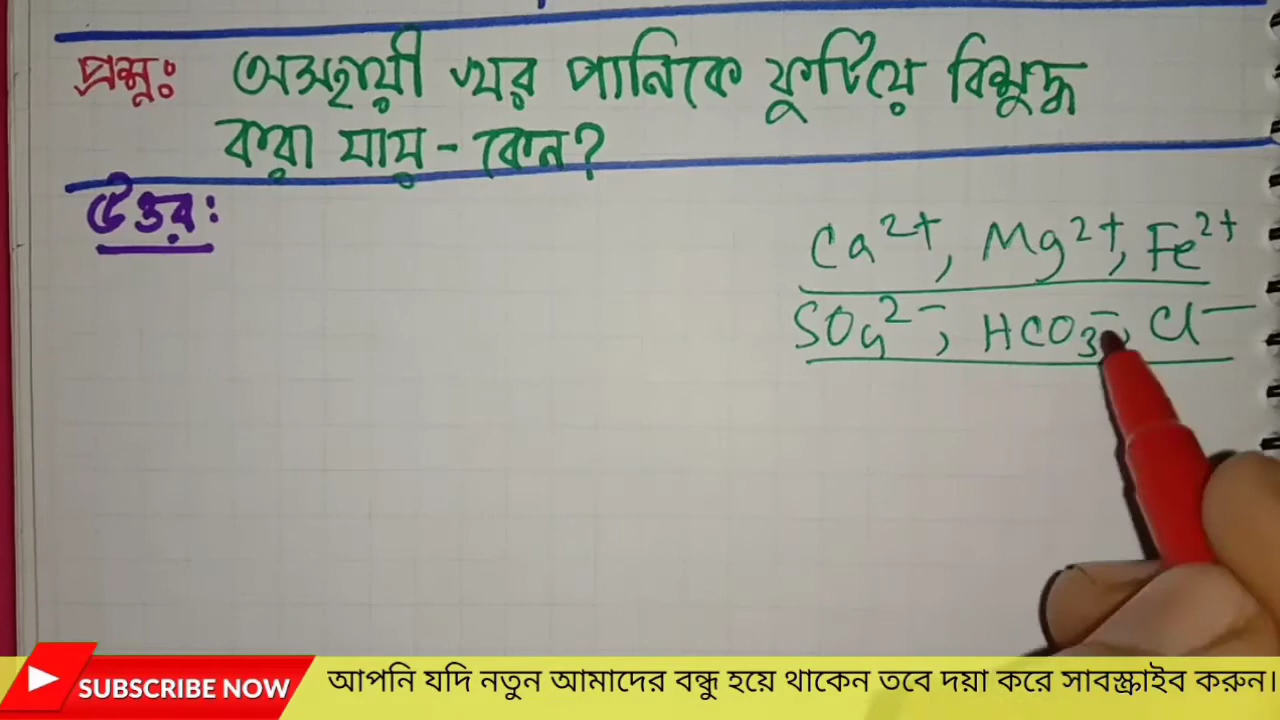 প্রশ্ন: অস্থায়ী খর পানিকে ফুটিয়ে বিশুদ্ধ
করা যায় - কেন?
উত্তর:
Ca²⁺, Mg²⁺, Fe²⁺
SO₄²⁻, HCO₃⁻, Cl⁻
SUBSCRIBE NOW
আপনি যদি নতুন আমাদের বন্ধু হয়ে থাকেন তবে দয়া করে সাবস্ক্রাইব করুন।